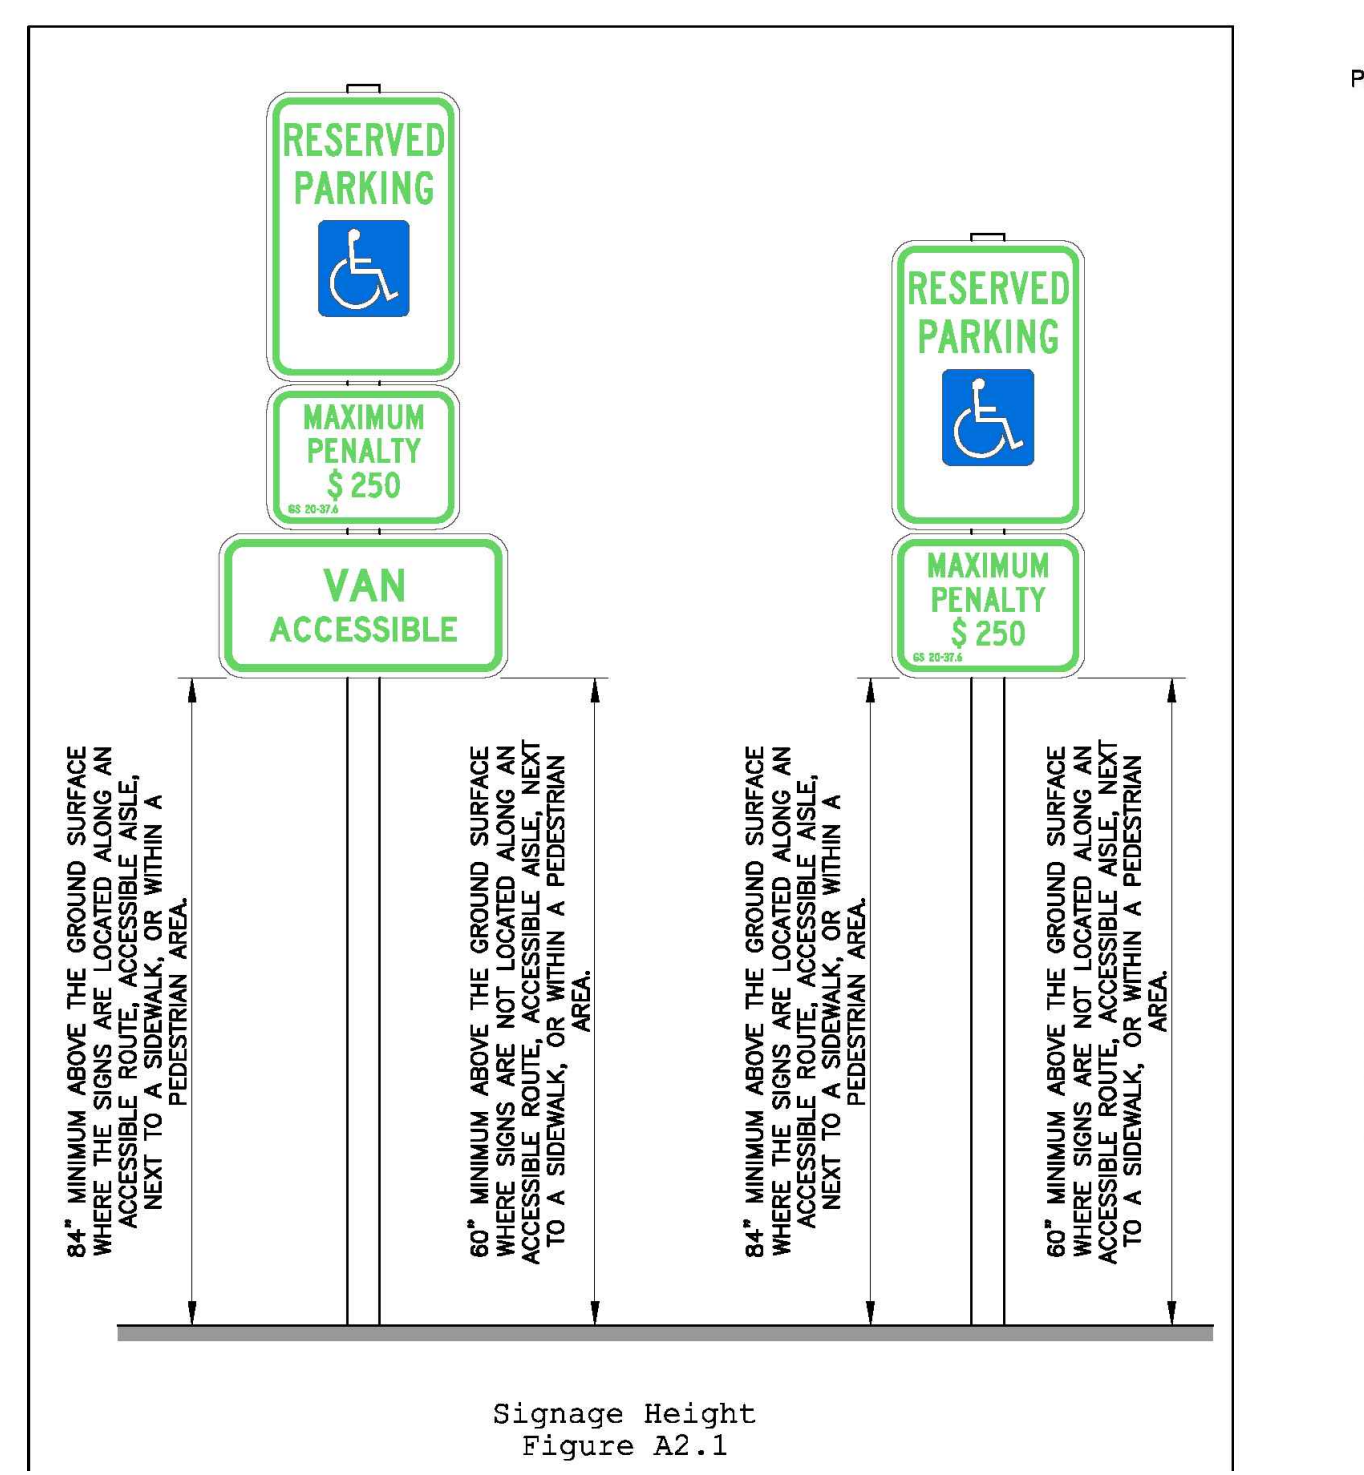 P
RESERVED
PARKING
MAXIMUM
PENALTY
$ 250
GS 20-37.6
VAN
ACCESSIBLE
RESERVED
PARKING
MAXIMUM
PENALTY
$ 250
GS 20-37.6
84" MINIMUM ABOVE THE GROUND SURFACE
WHERE THE SIGNS ARE LOCATED ALONG AN
ACCESSIBLE ROUTE, ACCESSIBLE AISLE,
NEXT TO A SIDEWALK, OR WITHIN A
PEDESTRIAN AREA.
60" MINIMUM ABOVE THE GROUND SURFACE
WHERE SIGNS ARE NOT LOCATED ALONG AN
ACCESSIBLE ROUTE, ACCESSIBLE AISLE, NEXT
TO A SIDEWALK, OR WITHIN A PEDESTRIAN
AREA.
84" MINIMUM ABOVE THE GROUND SURFACE
WHERE THE SIGNS ARE LOCATED ALONG AN
ACCESSIBLE ROUTE, ACCESSIBLE AISLE,
NEXT TO A SIDEWALK, OR WITHIN A
PEDESTRIAN AREA.
60" MINIMUM ABOVE THE GROUND SURFACE
WHERE SIGNS ARE NOT LOCATED ALONG AN
ACCESSIBLE ROUTE, ACCESSIBLE AISLE, NEXT
TO A SIDEWALK, OR WITHIN A PEDESTRIAN
AREA.
Signage Height
Figure A2.1